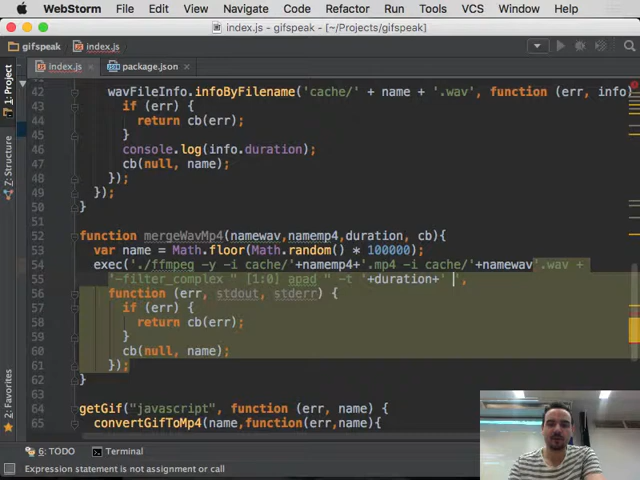 WebStorm File Edit View Navigate Code Refactor Run Tools VCS Window Help
index.js - gifspeak - [~/Projects/gifspeak]
gifspeak index.js
index.js package.json
1: Project
7: Structure
2: Favorites
42 wavFileInfo.infoByFilename('cache/' + name + '.wav', function (err, info)
43 if (err) {
44 return cb(err);
45 }
46 console.log(info.duration);
47 cb(null, name);
48 });
49 });
50 }
51
52 function mergeWavMp4(namewav,namemp4,duration, cb){
53 var name = Math.floor(Math.random() * 100000);
54 exec('./ffmpeg -y -i cache/'+namemp4+'.mp4 -i cache/'+namewav'.wav +
55 '-filter_complex " [1:0] apad " -t '+duration+' ',
56 function (err, stdout, stderr) {
57 if (err) {
58 return cb(err);
59 }
60 cb(null, name);
61 });
62 }
63
64 getGif("javascript", function (err, name) {
65 convertGifToMp4(name,function(err,name){
6: TODO Terminal
Expression statement is not assignment or call